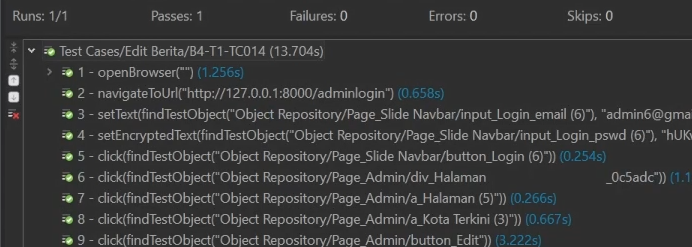 Runs: 1/1 Passes: 1 Failures: 0 Errors: 0 Skips: 0
Test Cases/Edit Berita/B4-T1-TC014 (13.704s)
1 - openBrowser("") (1.256s)
2 - navigateToUrl("http://127.0.0.1:8000/adminlogin") (0.658s)
3 - setText(findTestObject("Object Repository/Page_Slide Navbar/input_Login_email (6)"), "admin6@gma
4 - setEncryptedText(findTestObject("Object Repository/Page_Slide Navbar/input_Login_pswd (6)"), "hUKv
5 - click(findTestObject("Object Repository/Page_Slide Navbar/button_Login (6)")) (0.254s)
6 - click(findTestObject("Object Repository/Page_Admin/div_Halaman _0c5adc")) (1.1
7 - click(findTestObject("Object Repository/Page_Admin/a_Halaman (5)")) (0.266s)
8 - click(findTestObject("Object Repository/Page_Admin/a_Kota Terkini (3)")) (0.667s)
9 - click(findTestObject("Object Repository/Page_Admin/button_Edit")) (3.222s)